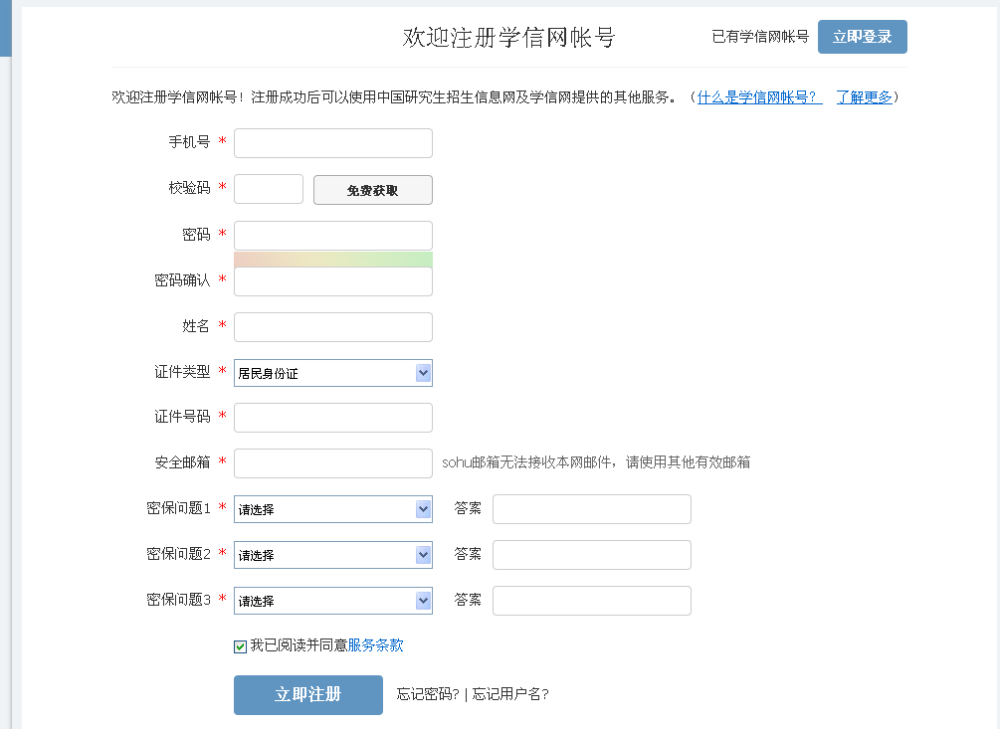 欢迎注册学信网帐号 已有学信网帐号 立即登录
欢迎注册学信网帐号！注册成功后可以使用中国研究生招生信息网及学信网提供的其他服务。（什么是学信网帐号？ 了解更多）
手机号 *
校验码 * 免费获取
密码 *
密码确认 *
姓名 *
证件类型 * 居民身份证
证件号码 *
安全邮箱 * sohu邮箱无法接收本网邮件，请使用其他有效邮箱
密保问题1 * 请选择 答案
密保问题2 * 请选择 答案
密保问题3 * 请选择 答案
我已阅读并同意服务条款
立即注册 忘记密码? | 忘记用户名?